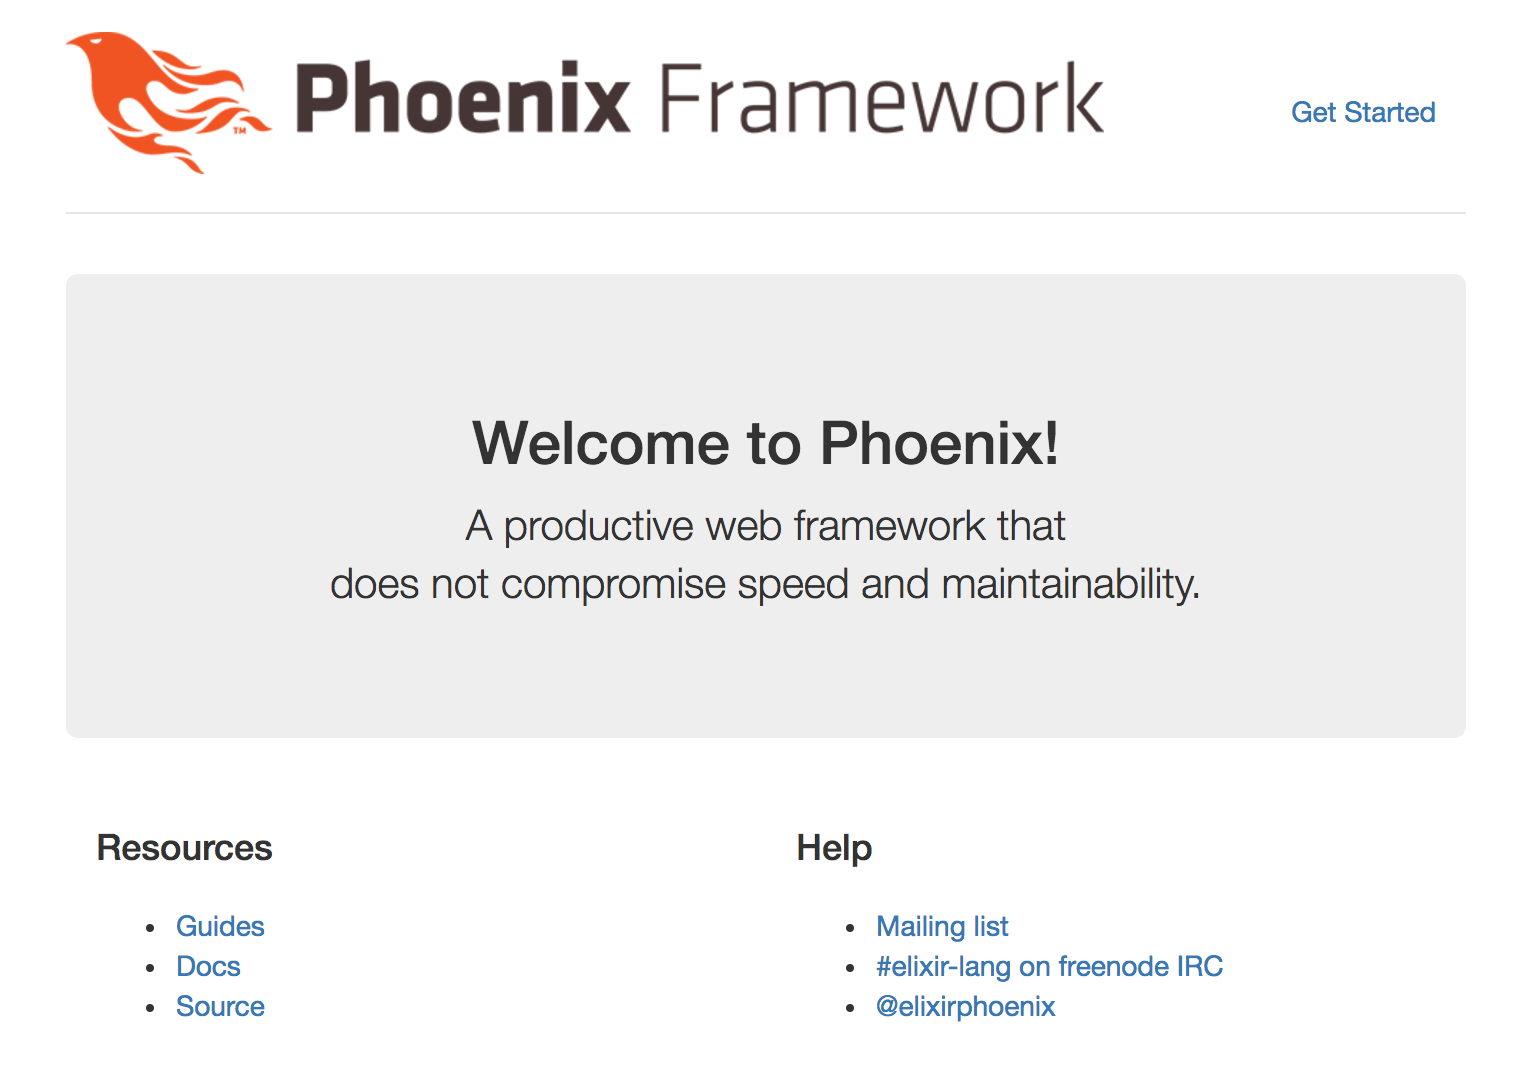 Phoenix Framework
TM
Get Started
Welcome to Phoenix!
A productive web framework that
does not compromise speed and maintainability.
Resources
Guides
Docs
Source
Help
Mailing list
#elixir-lang on freenode IRC
@elixirphoenix